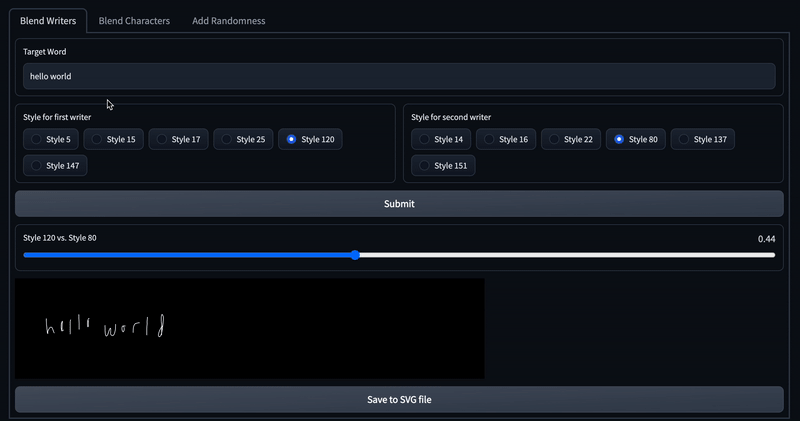 Blend Writers Blend Characters Add Randomness
Target Word
hello world
Style for first writer Style for second writer
Style 5 Style 15 Style 17 Style 25 Style 120 Style 14 Style 16 Style 22 Style 80 Style 137
Style 147 Style 151
Submit
Style 120 vs. Style 80 0.44
hello world
Save to SVG file